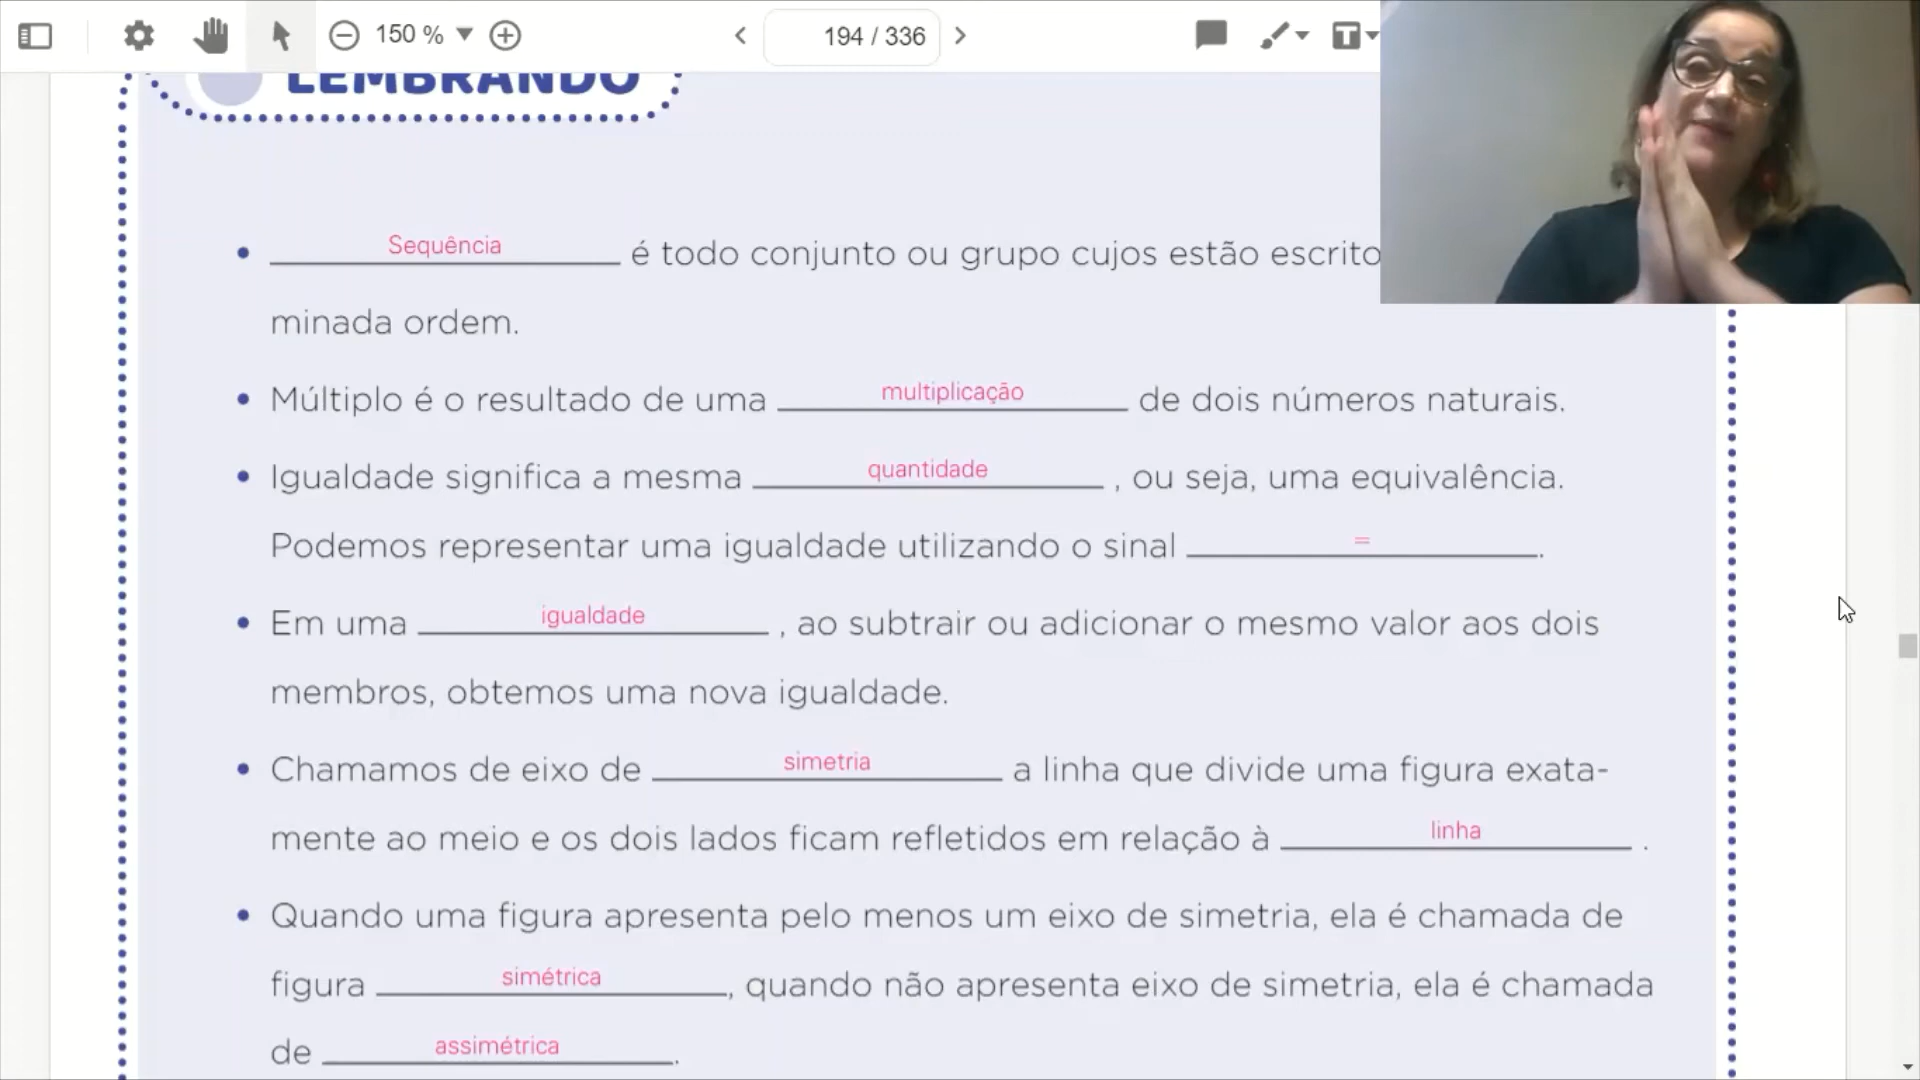 150 %
194 / 336
LEMBRANDO
• Sequência é todo conjunto ou grupo cujos estão escrito
minada ordem.
• Múltiplo é o resultado de uma multiplicação de dois números naturais.
• Igualdade significa a mesma quantidade , ou seja, uma equivalência.
Podemos representar uma igualdade utilizando o sinal = .
• Em uma igualdade , ao subtrair ou adicionar o mesmo valor aos dois
membros, obtemos uma nova igualdade.
• Chamamos de eixo de simetria a linha que divide uma figura exata-
mente ao meio e os dois lados ficam refletidos em relação à linha .
• Quando uma figura apresenta pelo menos um eixo de simetria, ela é chamada de
figura simétrica, quando não apresenta eixo de simetria, ela é chamada
de assimétrica.